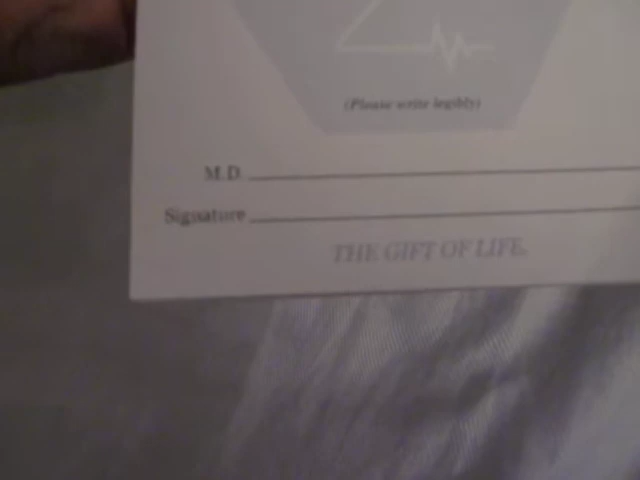 (Please write legibly)
M.D.
Signature
THE GIFT OF LIFE.